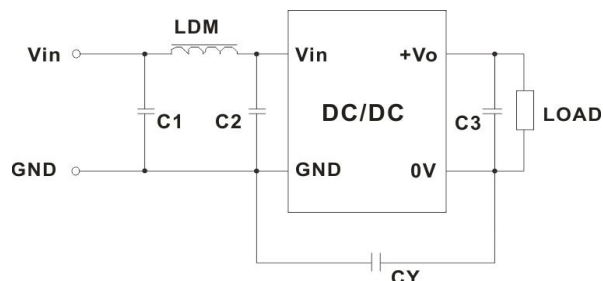 LDM
Vin
Vin
+Vo
C1
C2
DC/DC
C3
LOAD
GND
GND
0V
CY